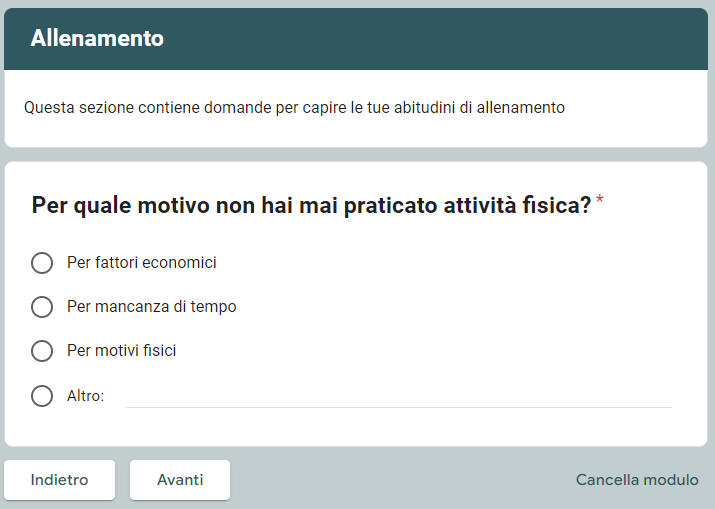 Allenamento
Questa sezione contiene domande per capire le tue abitudini di allenamento
Per quale motivo non hai mai praticato attività fisica? *
Per fattori economici
Per mancanza di tempo
Per motivi fisici
Altro:
Indietro
Avanti
Cancella modulo